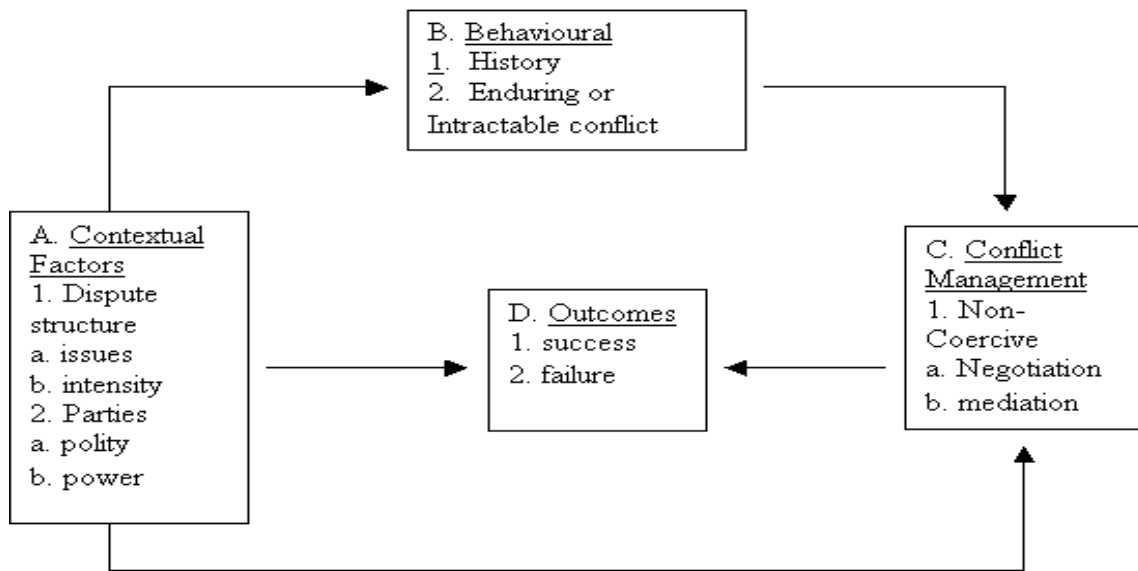 B. Behavioural
1. History
2. Enduring or
Intractable conflict
A. Contextual
Factors
1. Dispute
structure
a. issues
b. intensity
2. Parties
a. polity
b. power
D. Outcomes
1. success
2. failure
C. Conflict
Management
1. Non-
Coercive
a. Negotiation
b. mediation